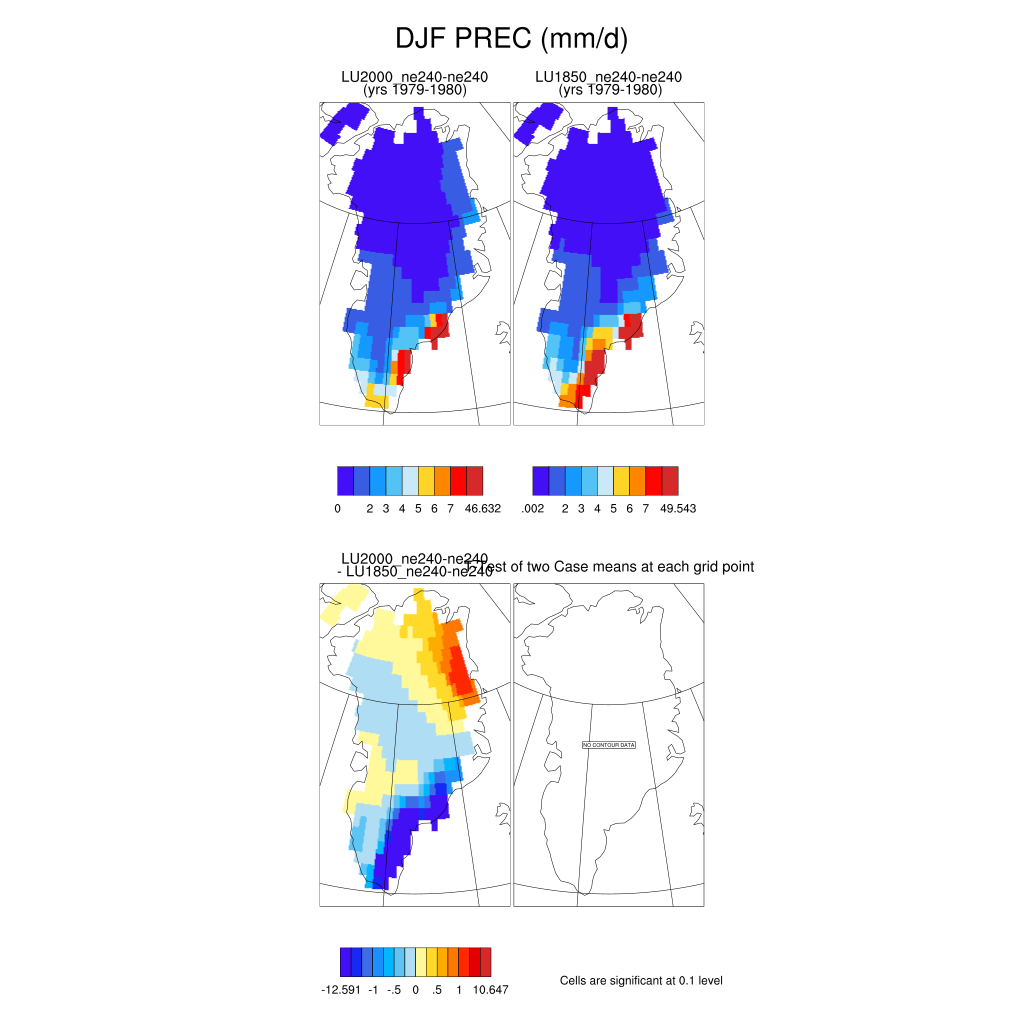 DJF PREC (mm/d)
LU2000_ne240-ne240
(yrs 1979-1980)
LU1850_ne240-ne240
(yrs 1979-1980)
0 2 3 4 5 6 7 46.632
.002 2 3 4 5 6 7 49.543
LU2000_ne240-ne240
- LU1850_ne240-ne240
T-Test of two Case means at each grid point
NO CONTOUR DATA
-12.591 -1 -.5 0 .5 1 10.647
Cells are significant at 0.1 level